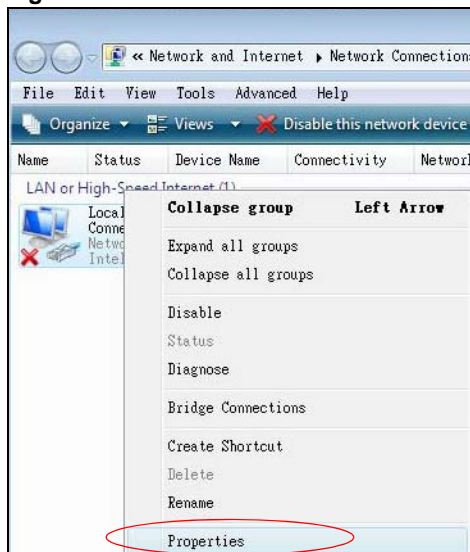 « Network and Internet ▸ Network Connection
File Edit View Tools Advanced Help
Organize Views Disable this network device
Name Status Device Name Connectivity Networ
LAN or High-Speed Internet (1)
Local
Conne
Netwo
Intel
Collapse group Left Arrow
Expand all groups
Collapse all groups
Disable
Status
Diagnose
Bridge Connections
Create Shortcut
Delete
Rename
Properties